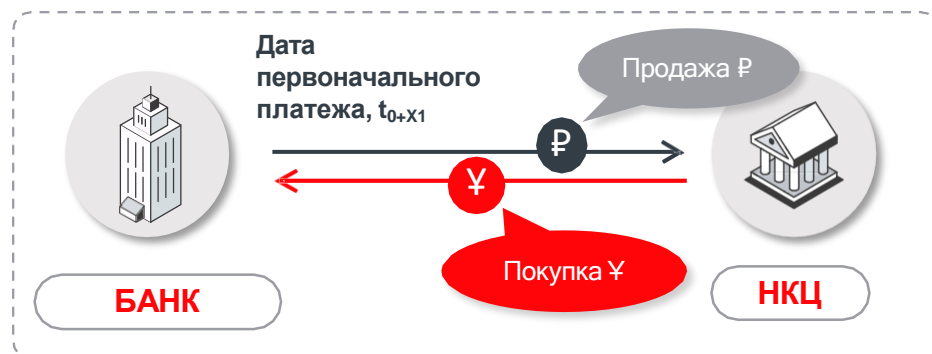 Дата
первоначального
платежа, t0+X1
Продажа ₽
₽
¥
Покупка ¥
БАНК
НКЦ